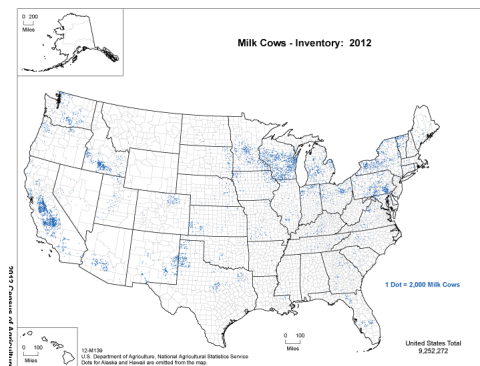 0 200
Miles
Milk Cows - Inventory: 2012
1 Dot = 2,000 Milk Cows
0 100
Miles
12-M139
U.S. Department of Agriculture, National Agricultural Statistics Service
Dots for Alaska and Hawaii are omitted from the map.
0 100
Miles
United States Total
9,252,272
2012 Census of Agriculture